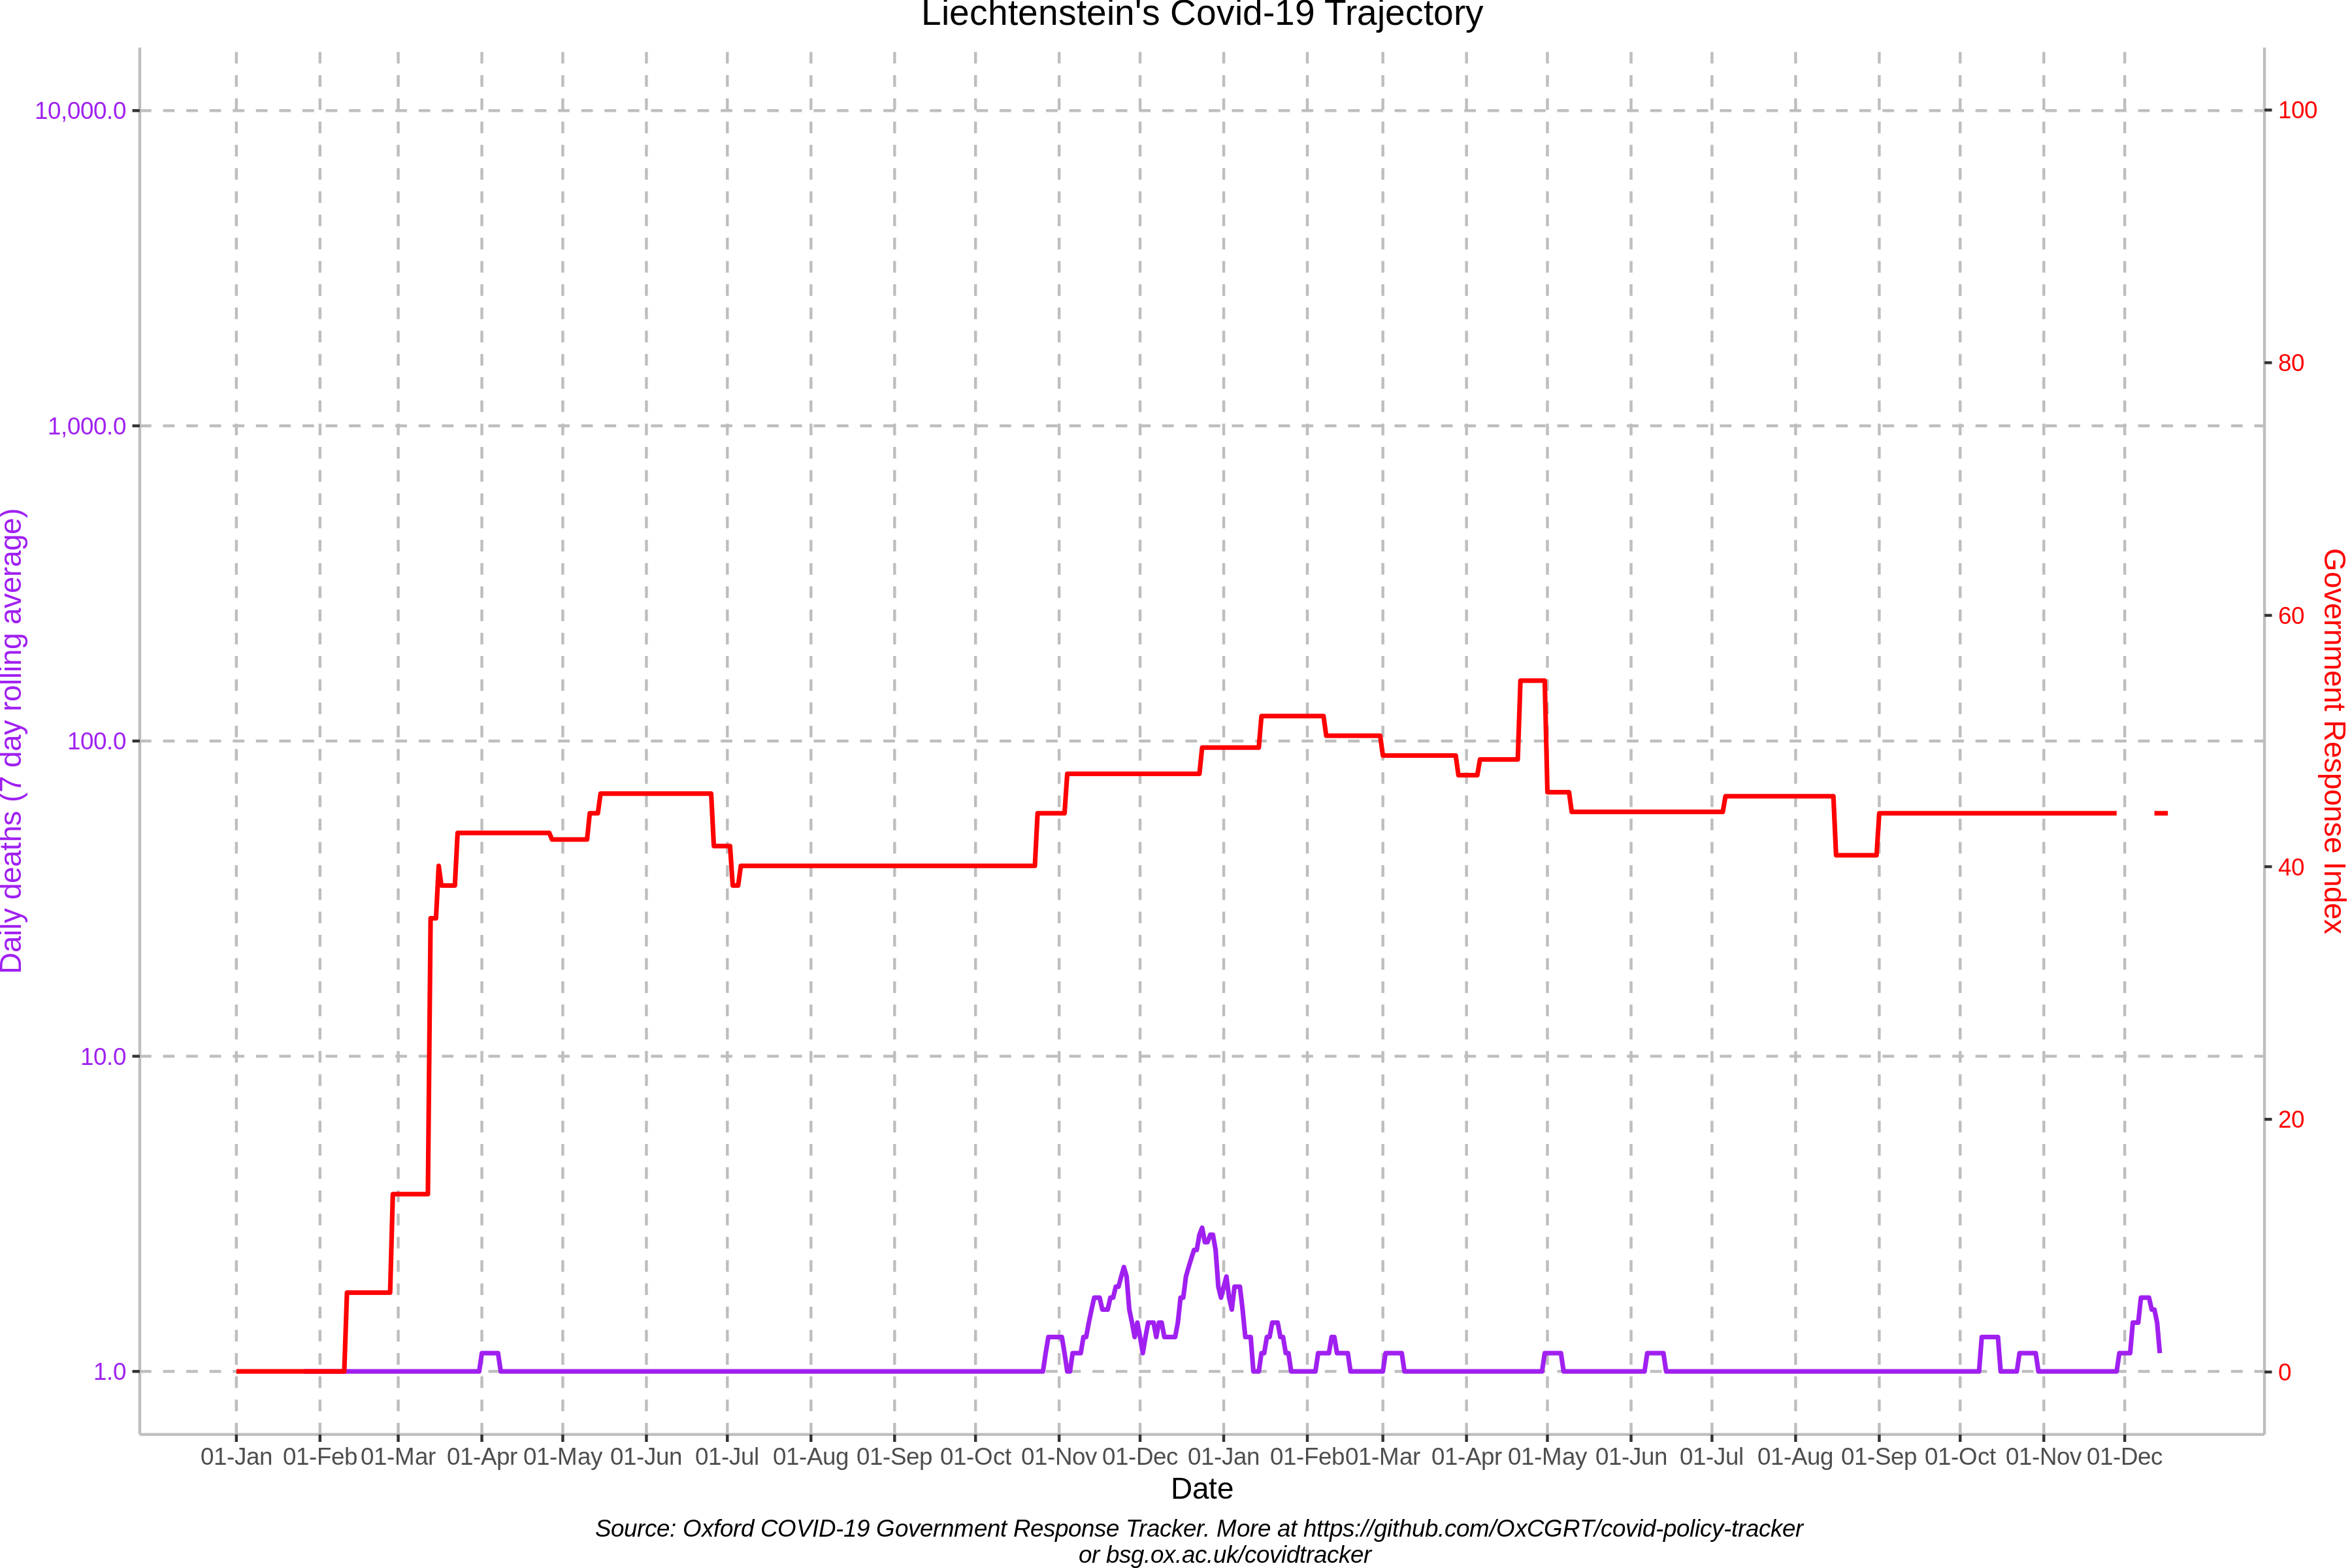 Liechtenstein's Covid-19 Trajectory
10,000.0
1,000.0
100.0
10.0
1.0
Daily deaths (7 day rolling average)
100
80
60
40
20
0
Government Response Index
01-Jan 01-Feb 01-Mar 01-Apr 01-May 01-Jun 01-Jul 01-Aug 01-Sep 01-Oct 01-Nov 01-Dec 01-Jan 01-Feb 01-Mar 01-Apr 01-May 01-Jun 01-Jul 01-Aug 01-Sep 01-Oct 01-Nov 01-Dec
Date
Source: Oxford COVID-19 Government Response Tracker. More at https://github.com/OxCGRT/covid-policy-tracker
or bsg.ox.ac.uk/covidtracker